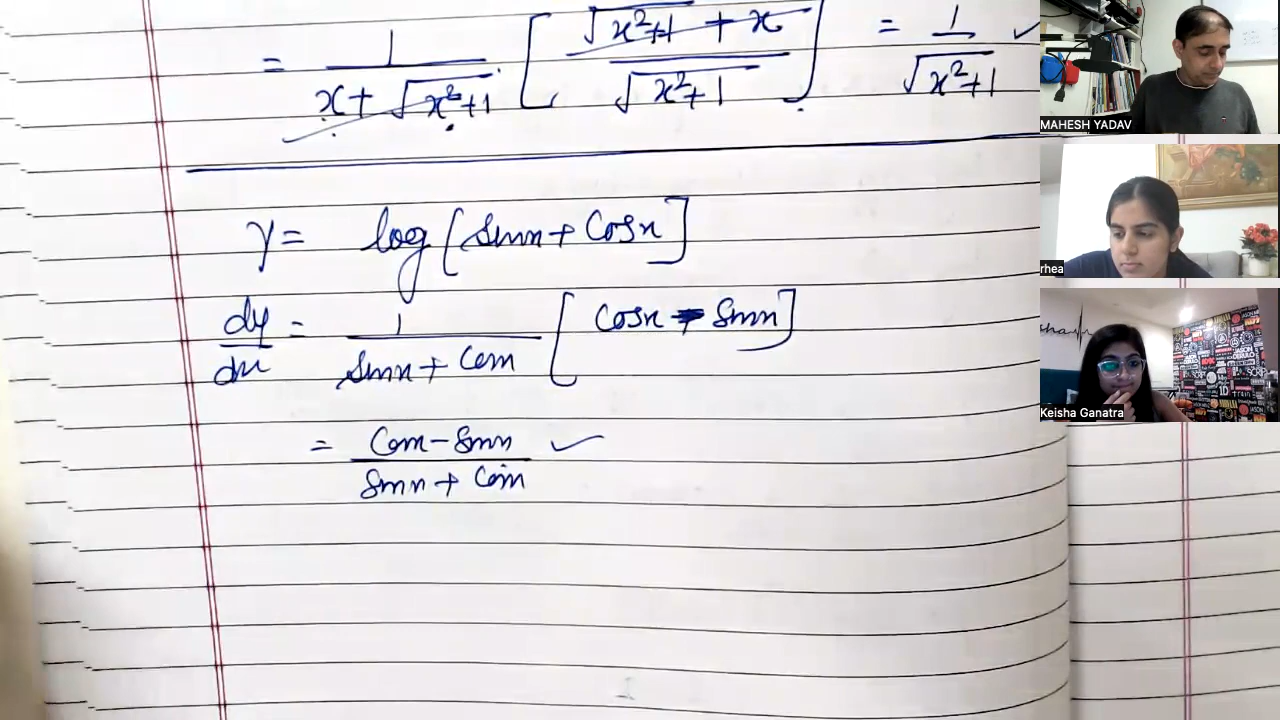 = 1 / x + √x²+1 · [ √x²+1 + x / √x²+1 ] = 1 / √x²+1 ✓
MAHESH YADAV
y = log [ sinx + cosx ]
rhea
dy/dx = 1 / sinx + cosx [ cosx - sinx ]
Keisha Ganatra
= cosx - sinx / sinx + cosx ✓